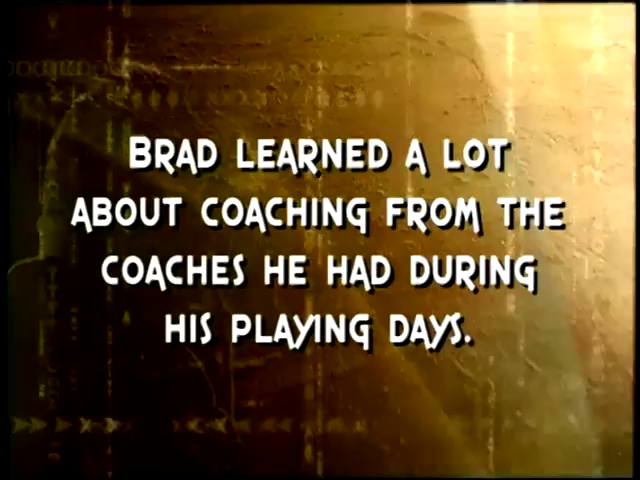 BRAD LEARNED A LOT
ABOUT COACHING FROM THE
COACHES HE HAD DURING
HIS PLAYING DAYS.